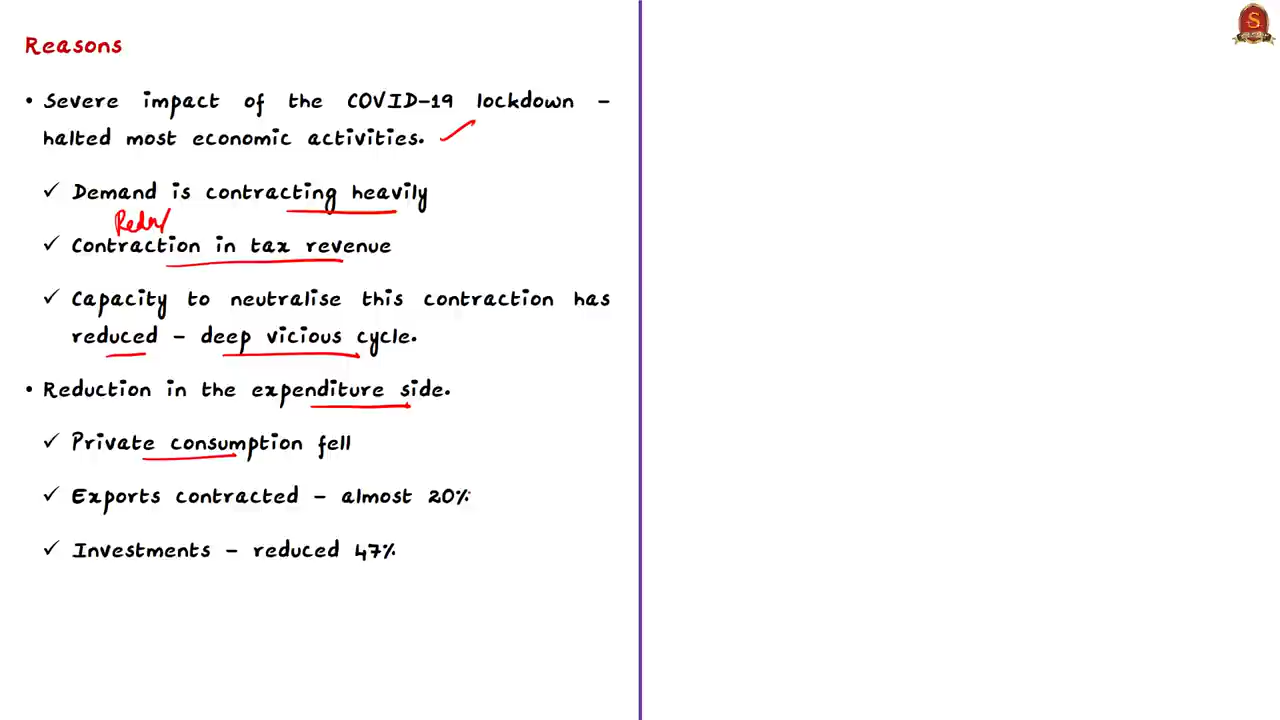 Reasons
• Severe impact of the COVID-19 lockdown –
halted most economic activities.
✓ Demand is contracting heavily
✓ Contraction in tax revenue
✓ Capacity to neutralise this contraction has
reduced – deep vicious cycle.
• Reduction in the expenditure side.
✓ Private consumption fell
✓ Exports contracted – almost 20%
✓ Investments – reduced 47%